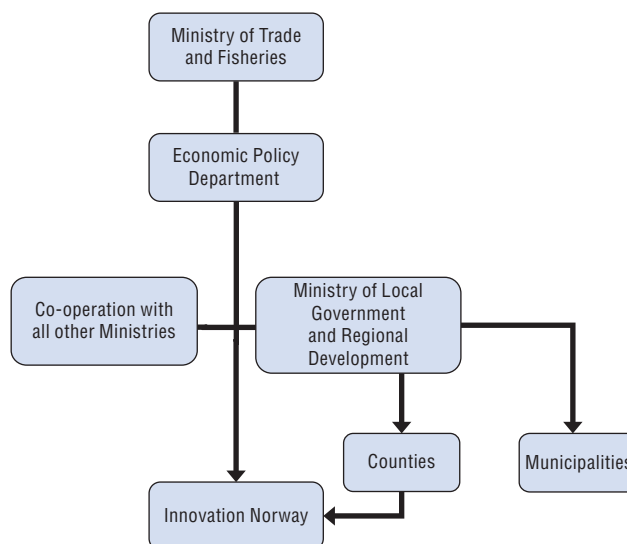 Ministry of Trade
and Fisheries
Economic Policy
Department
Co-operation with
all other Ministries
Ministry of Local
Government
and Regional
Development
Counties
Municipalities
Innovation Norway